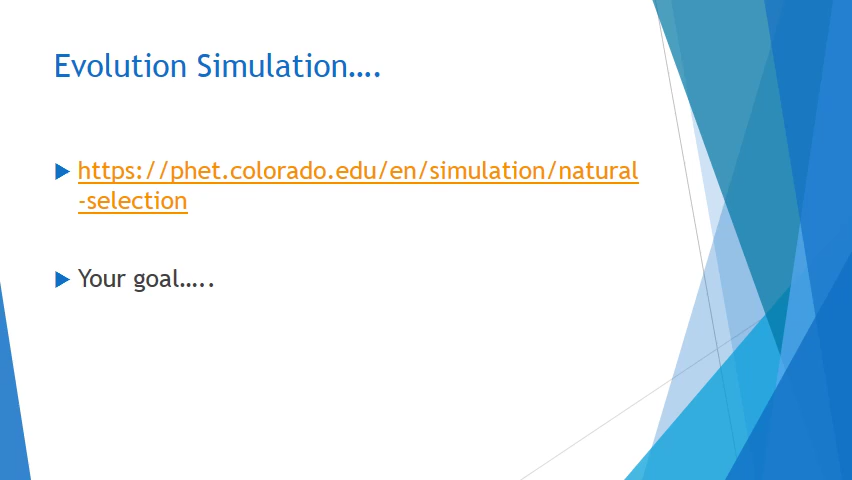 Evolution Simulation….
https://phet.colorado.edu/en/simulation/natural
-selection
Your goal…..